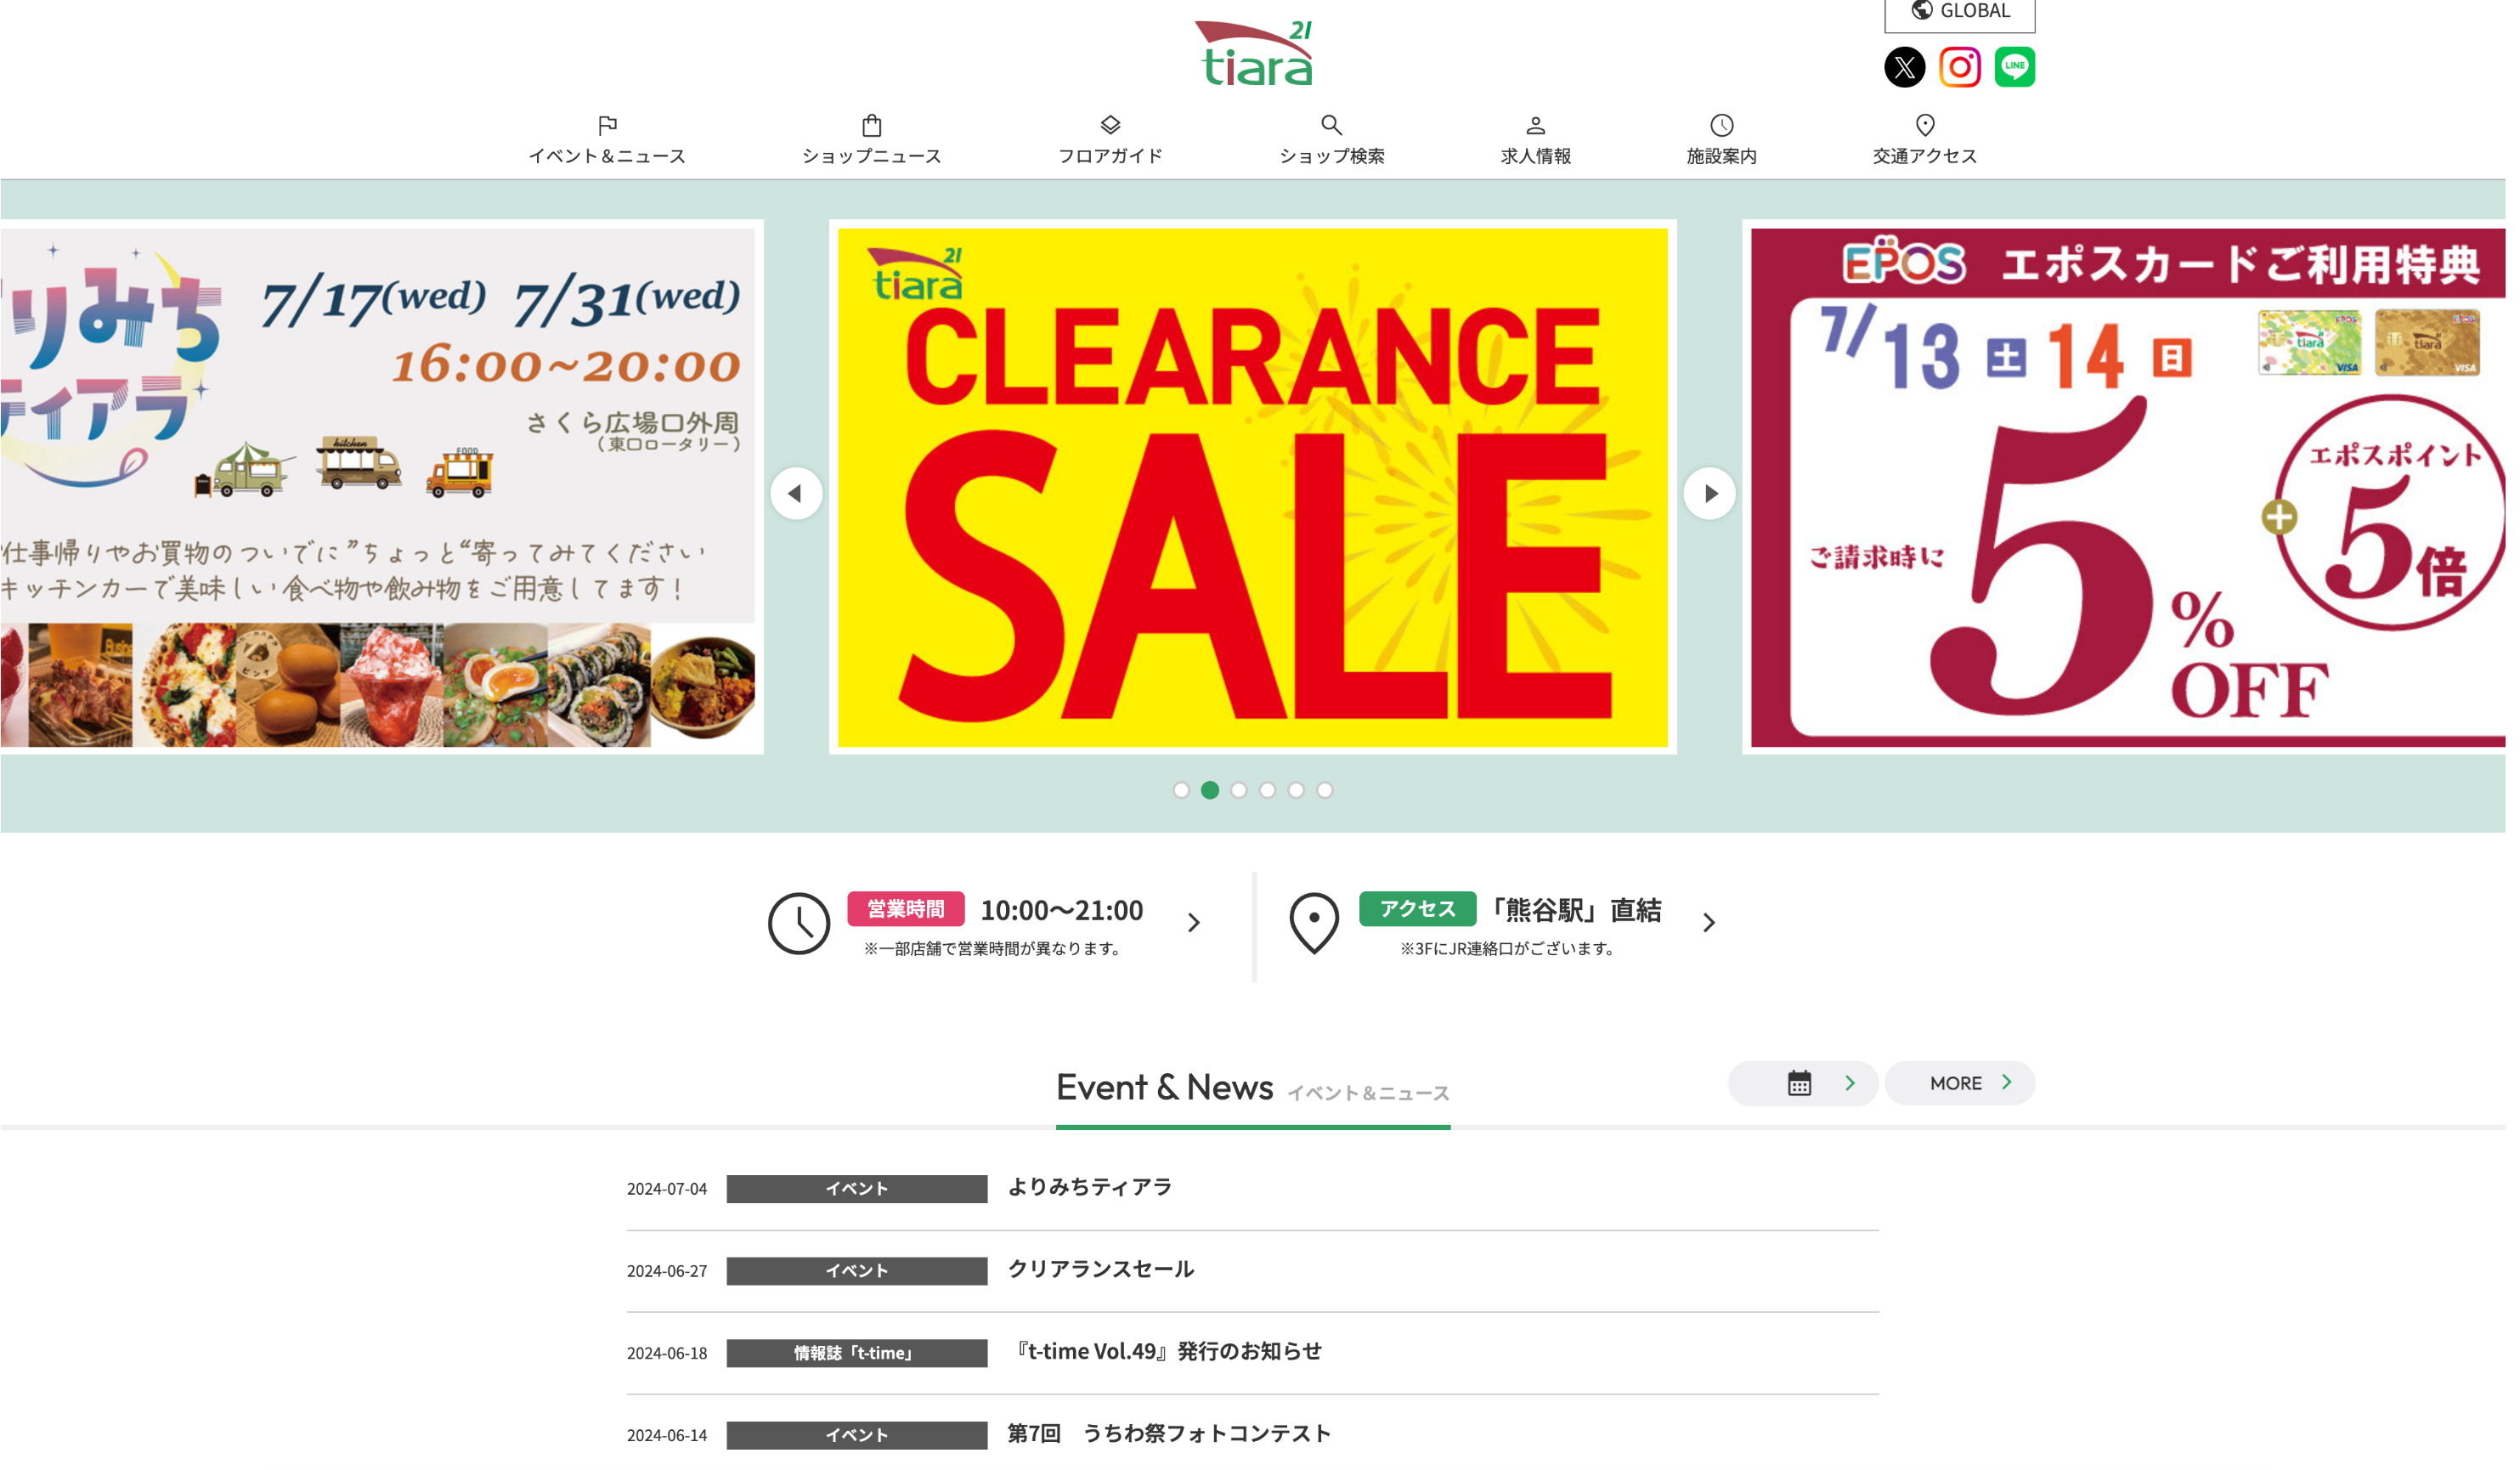 GLOBAL
21
tiara
LINE
イベント＆ニュース
ショップニュース
フロアガイド
ショップ検索
求人情報
施設案内
交通アクセス
りみち
ティアラ
7/17(wed) 7/31(wed)
16:00~20:00
さくら広場口外周
（東口ロータリー）
kitchen
FOOD
仕事帰りやお買物のついでに”ちょっと“寄ってみてください
キッチンカーで美味しい食べ物や飲み物をご用意してます！
21
tiara
CLEARANCE
SALE
EPOS エポスカードご利用特典
7/13 土 14 日
tiara
VISA
tiara
VISA
ご請求時に
5
%
OFF
エポスポイント
5倍
営業時間 10:00〜21:00
※一部店舗で営業時間が異なります。
アクセス 「熊谷駅」直結
※3FにJR連絡口がございます。
Event & News イベント＆ニュース
MORE
2024-07-04 イベント よりみちティアラ
2024-06-27 イベント クリアランスセール
2024-06-18 情報誌「t-time」 『t-time Vol.49』発行のお知らせ
2024-06-14 イベント 第7回　うちわ祭フォトコンテスト